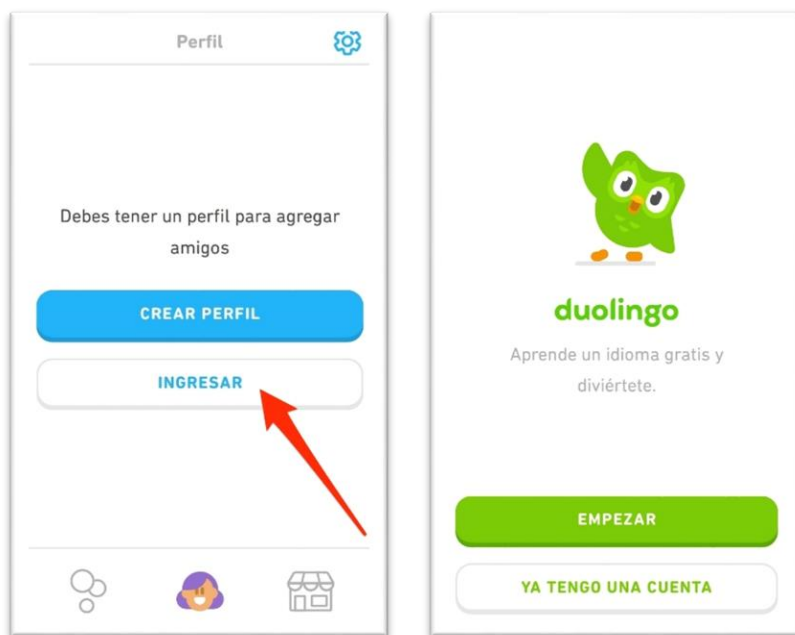 Perfil
Debes tener un perfil para agregar
amigos
CREAR PERFIL
INGRESAR
duolingo
Aprende un idioma gratis y
diviértete.
EMPEZAR
YA TENGO UNA CUENTA